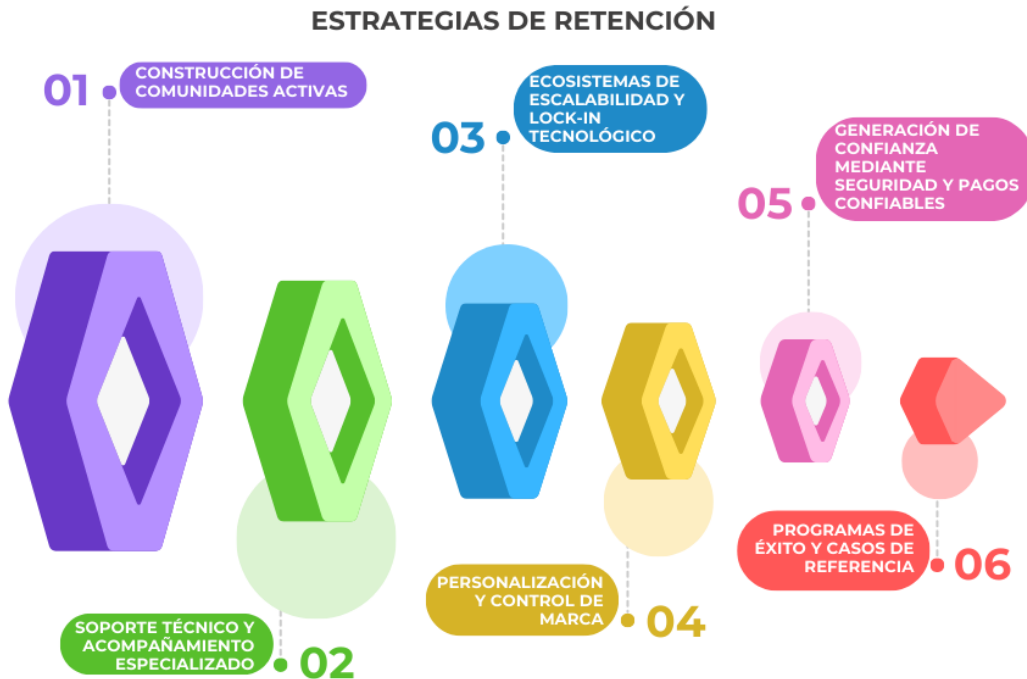 ESTRATEGIAS DE RETENCIÓN
01
CONSTRUCCIÓN DE
COMUNIDADES ACTIVAS
SOPORTE TÉCNICO Y
ACOMPAÑAMIENTO
ESPECIALIZADO
02
03
ECOSISTEMAS DE
ESCALABILIDAD Y
LOCK-IN
TECNOLÓGICO
PERSONALIZACIÓN
Y CONTROL DE
MARCA
04
05
GENERACIÓN DE
CONFIANZA
MEDIANTE
SEGURIDAD Y PAGOS
CONFIABLES
PROGRAMAS DE
ÉXITO Y CASOS DE
REFERENCIA
06